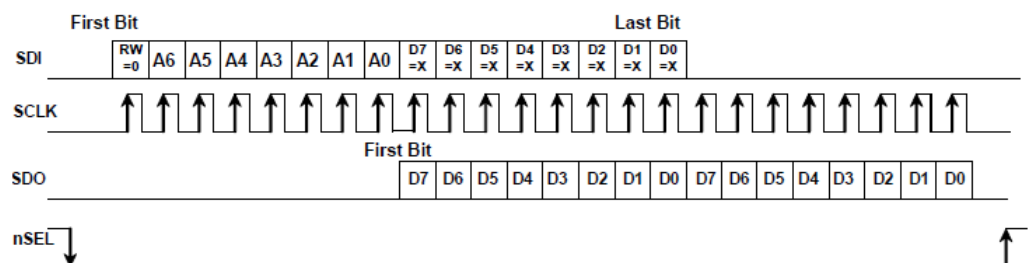 First Bit Last Bit
SDI RW =0 A6 A5 A4 A3 A2 A1 A0 D7 =X D6 =X D5 =X D4 =X D3 =X D2 =X D1 =X D0 =X
SCLK
First Bit
SDO D7 D6 D5 D4 D3 D2 D1 D0 D7 D6 D5 D4 D3 D2 D1 D0
nSEL